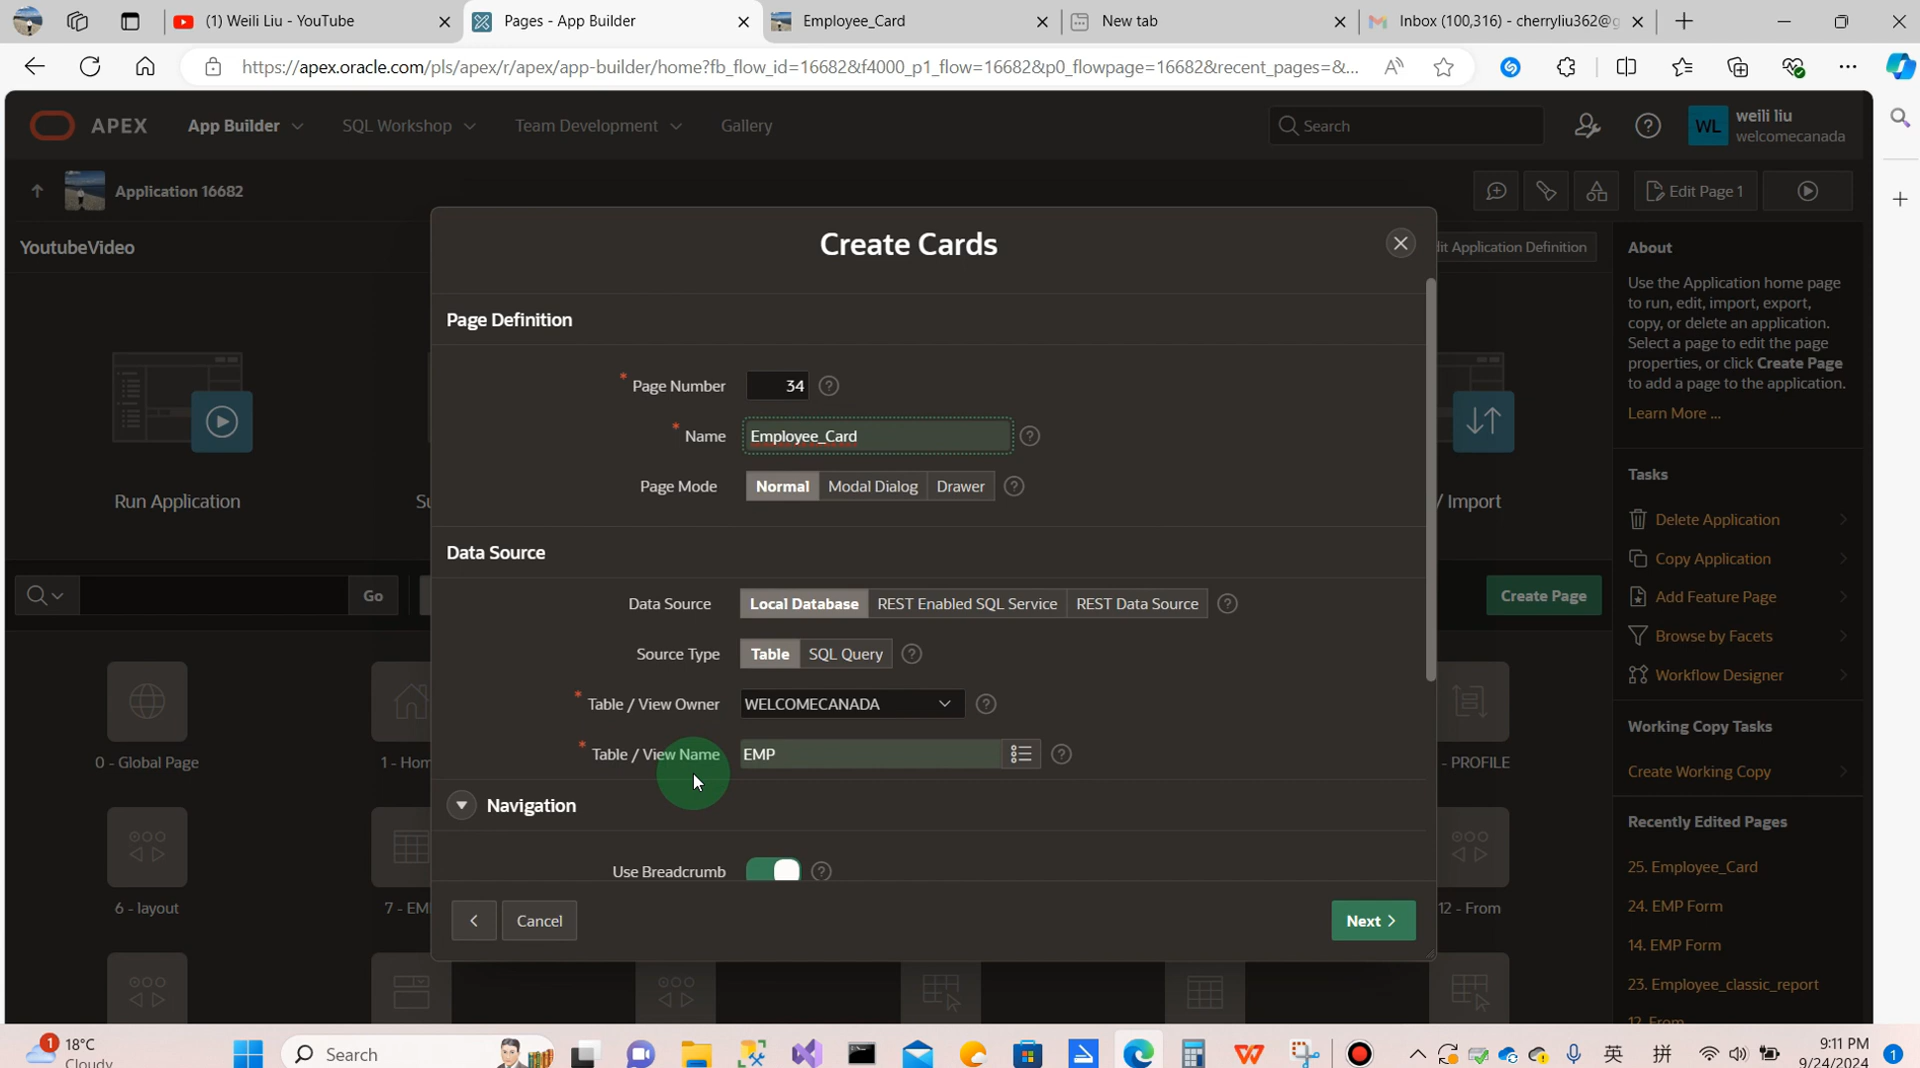 (1) Weili Liu - YouTube
Pages - App Builder
Employee_Card
New tab
Inbox (100,316) - cherryliu362@g
https://apex.oracle.com/pls/apex/r/apex/app-builder/home?fb_flow_id=16682&f4000_p1_flow=16682&p0_flowpage=16682&recent_pages=&...
APEX
App Builder
SQL Workshop
Team Development
Gallery
Search
WL
weili liu
welcomecanada
Application 16682
Edit Page 1
YoutubeVideo
dit Application Definition
Create Cards
Page Definition
* Page Number 34
* Name Employee_Card
Page Mode Normal Modal Dialog Drawer
Data Source
Data Source Local Database REST Enabled SQL Service REST Data Source
Source Type Table SQL Query
* Table / View Owner WELCOMECANADA
* Table / View Name EMP
Navigation
Use Breadcrumb
Cancel
Next
Run Application
Su
/ Import
Go
Create Page
0 - Global Page
1 - Hom
- PROFILE
6 - layout
7 - EM
12 - From
About
Use the Application home page
to run, edit, import, export,
copy, or delete an application.
Select a page to edit the page
properties, or click Create Page
to add a page to the application.
Learn More ...
Tasks
Delete Application
Copy Application
Add Feature Page
Browse by Facets
Workflow Designer
Working Copy Tasks
Create Working Copy
Recently Edited Pages
25. Employee_Card
24. EMP Form
14. EMP Form
23. Employee_classic_report
12. From
1
18°C
Cloudy
Search
英
拼
9:11 PM
9/24/2024
1